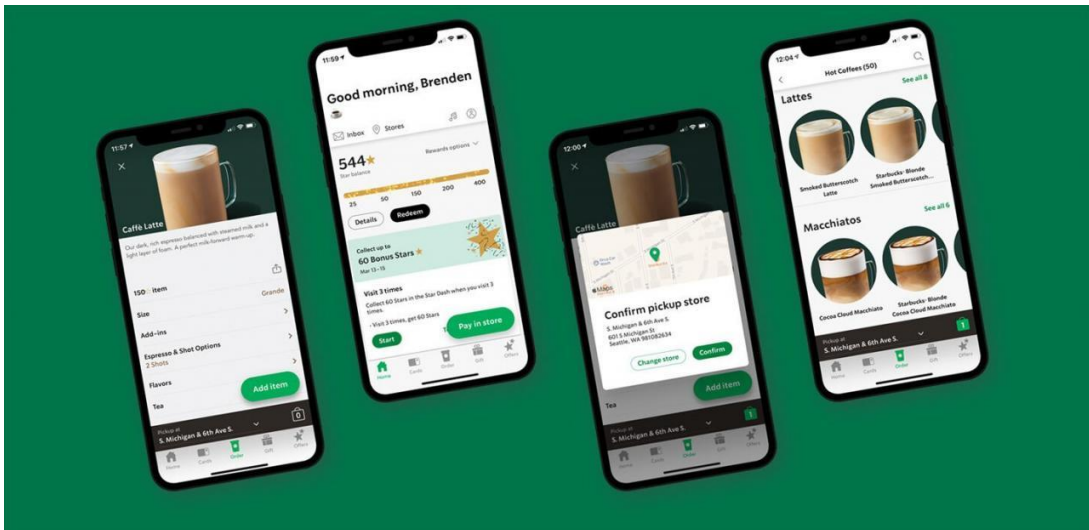 11:57
Caffè Latte
Our dark, rich espresso balanced with steamed milk and a
light layer of foam. A perfect milk-forward warm-up.
150☆ item
Size
Grande
Add-ins
Espresso & Shot Options
2 Shots
Flavors
Tea
Add item
Pickup at
S. Michigan & 6th Ave S.
0
Home
Cards
Order
Gift
Offers
11:59
Good morning, Brenden
Inbox
Stores
544★
Star balance
Rewards options
25
50
150
200
400
Details
Redeem
Collect up to
60 Bonus Stars
Mar 13–15
Visit 3 times
Collect 60 Stars in the Star Dash when you visit 3
times.
- Visit 3 times, get 60 Stars
Start
Pay in store
Home
Cards
Order
Gift
Offers
12:00
Caffè Latte
Maps
Confirm pickup store
S. Michigan & 6th Ave S.
601 S Michigan St
Seattle, WA 981082634
Change store
Confirm
Tea
Add item
Pickup at
S. Michigan & 6th Ave S.
1
Home
Cards
Order
Gift
Offers
12:04
Hot Coffees (50)
Lattes
See all 8
Smoked Butterscotch
Latte
Starbucks® Blonde
Smoked Butterscotch...
Macchiatos
See all 6
Cocoa Cloud Macchiato
Starbucks® Blonde
Cocoa Cloud Macchiato
Pickup at
S. Michigan & 6th Ave S.
1
Home
Cards
Order
Gift
Offers